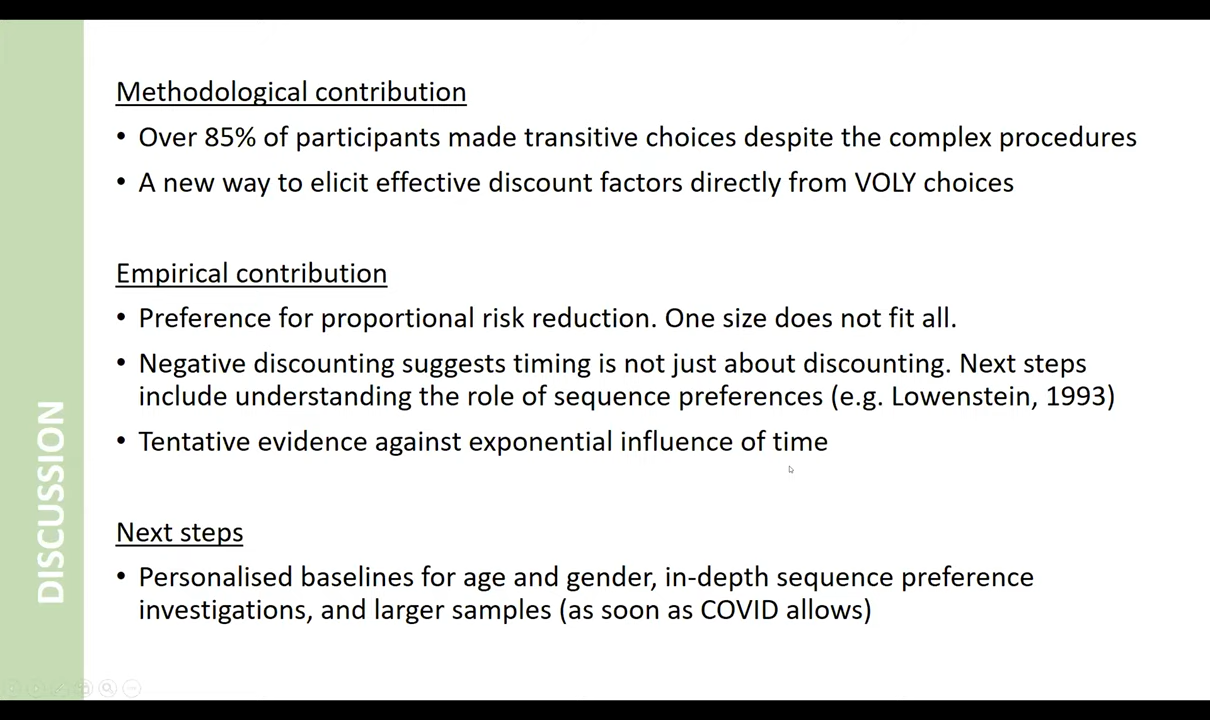 Methodological contribution
• Over 85% of participants made transitive choices despite the complex procedures
• A new way to elicit effective discount factors directly from VOLY choices
Empirical contribution
• Preference for proportional risk reduction. One size does not fit all.
• Negative discounting suggests timing is not just about discounting. Next steps
include understanding the role of sequence preferences (e.g. Lowenstein, 1993)
• Tentative evidence against exponential influence of time
Next steps
• Personalised baselines for age and gender, in-depth sequence preference
investigations, and larger samples (as soon as COVID allows)
DISCUSSION